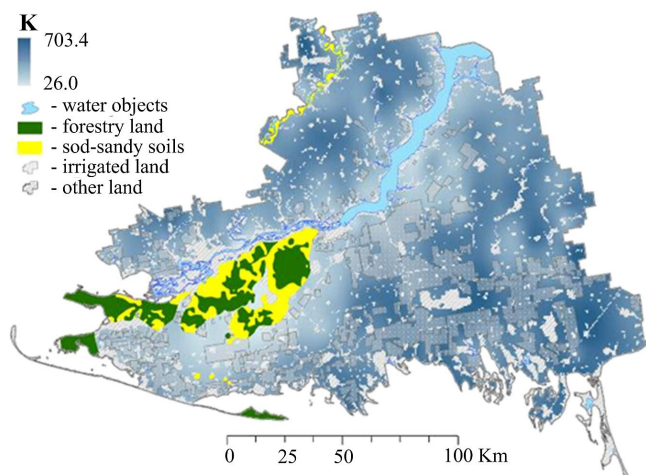 K
703.4
26.0
- water objects
- forestry land
- sod-sandy soils
- irrigated land
- other land
0 25 50 100 Km